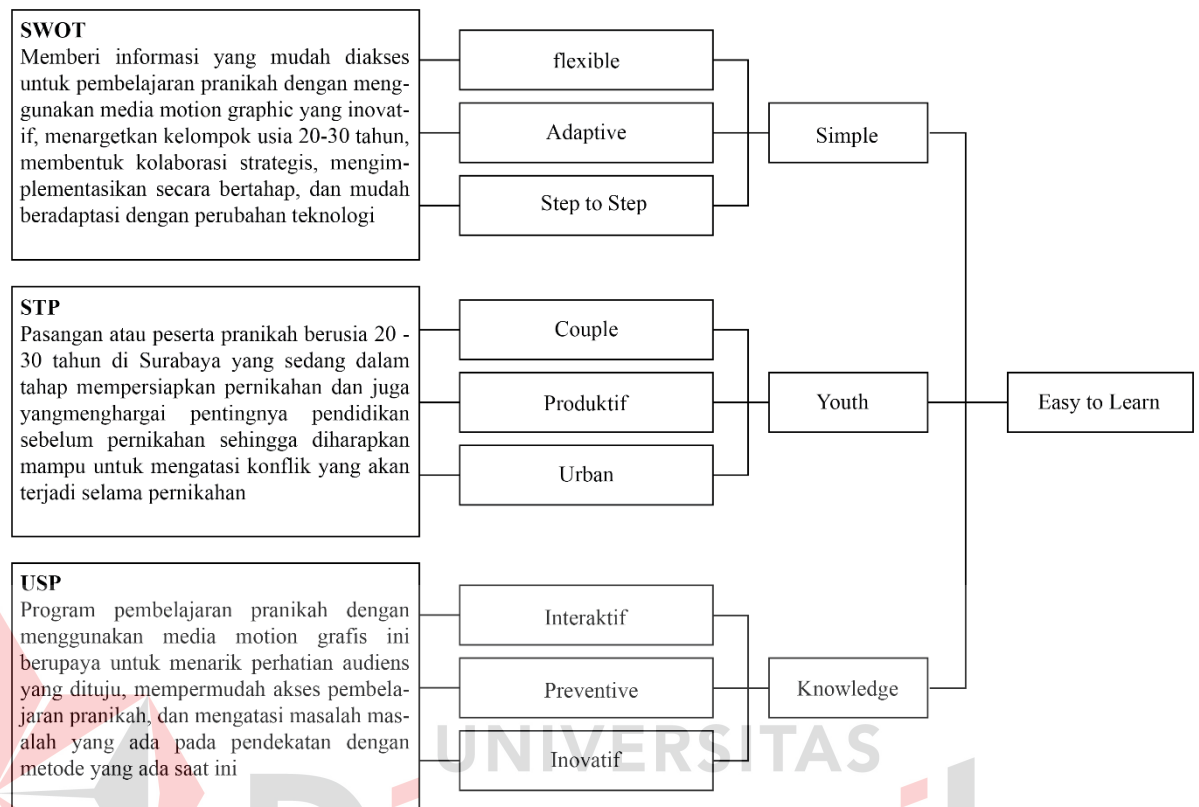 SWOT
Memberi informasi yang mudah diakses
untuk pembelajaran pranikah dengan meng-
gunakan media motion graphic yang inovat-
if, menargetkan kelompok usia 20-30 tahun,
membentuk kolaborasi strategis, mengim-
plementasikan secara bertahap, dan mudah
beradaptasi dengan perubahan teknologi
flexible
Adaptive
Step to Step
Simple
STP
Pasangan atau peserta pranikah berusia 20 -
30 tahun di Surabaya yang sedang dalam
tahap mempersiapkan pernikahan dan juga
yangmenghargai pentingnya pendidikan
sebelum pernikahan sehingga diharapkan
mampu untuk mengatasi konflik yang akan
terjadi selama pernikahan
Couple
Produktif
Urban
Youth
Easy to Learn
USP
Program pembelajaran pranikah dengan
menggunakan media motion grafis ini
berupaya untuk menarik perhatian audiens
yang dituju, mempermudah akses pembela-
jaran pranikah, dan mengatasi masalah mas-
alah yang ada pada pendekatan dengan
metode yang ada saat ini
Interaktif
Preventive
Inovatif
Knowledge
UNIVERSITAS